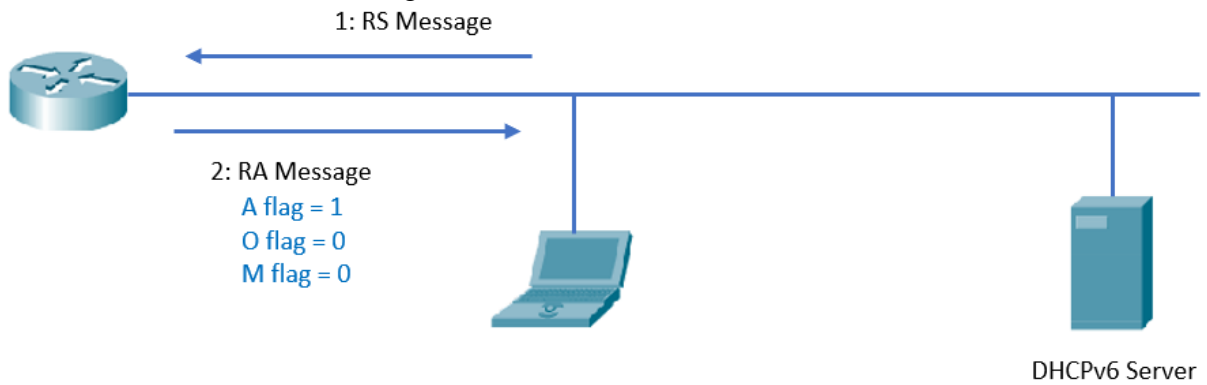 1: RS Message
2: RA Message
A flag = 1
O flag = 0
M flag = 0
DHCPv6 Server